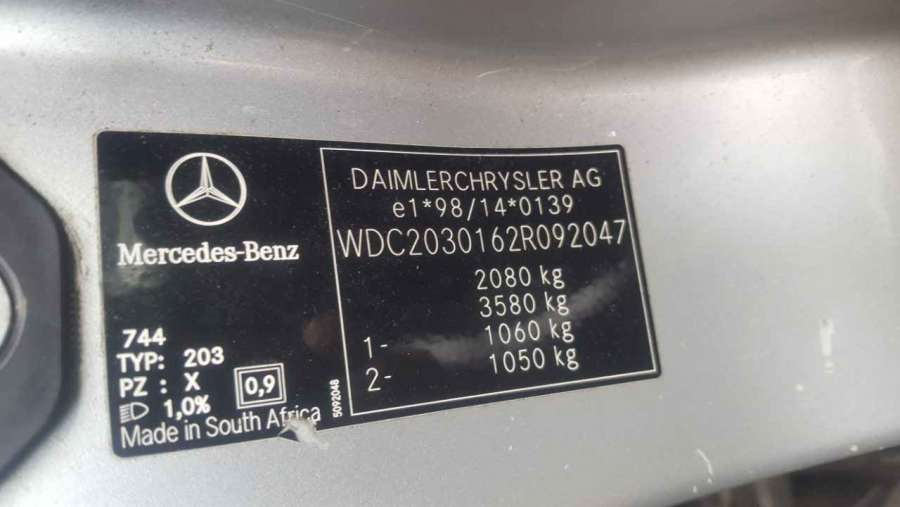 Mercedes-Benz
744
TYP: 203
PZ : X
0,9
1,0%
Made in South Africa
5092048
DAIMLERCHRYSLER AG
e1*98/14*0139
WDC2030162R092047
2080 kg
3580 kg
1- 1060 kg
2- 1050 kg